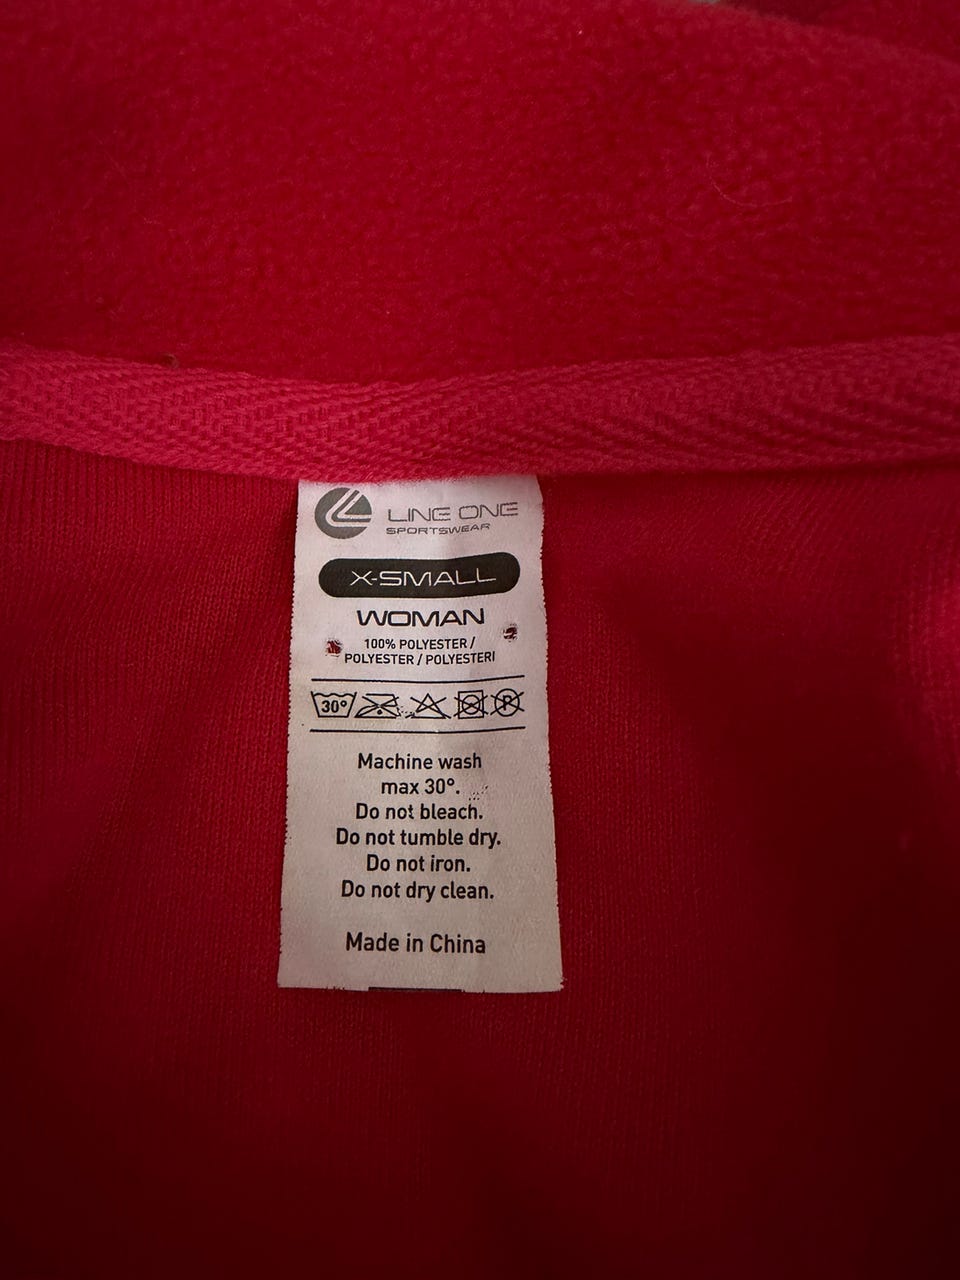 LINE ONE
SPORTSWEAR
X-SMALL
WOMAN
100% POLYESTER /
POLYESTER / POLYESTERI
30°
P
Machine wash
max 30°.
Do not bleach.
Do not tumble dry.
Do not iron.
Do not dry clean.
Made in China